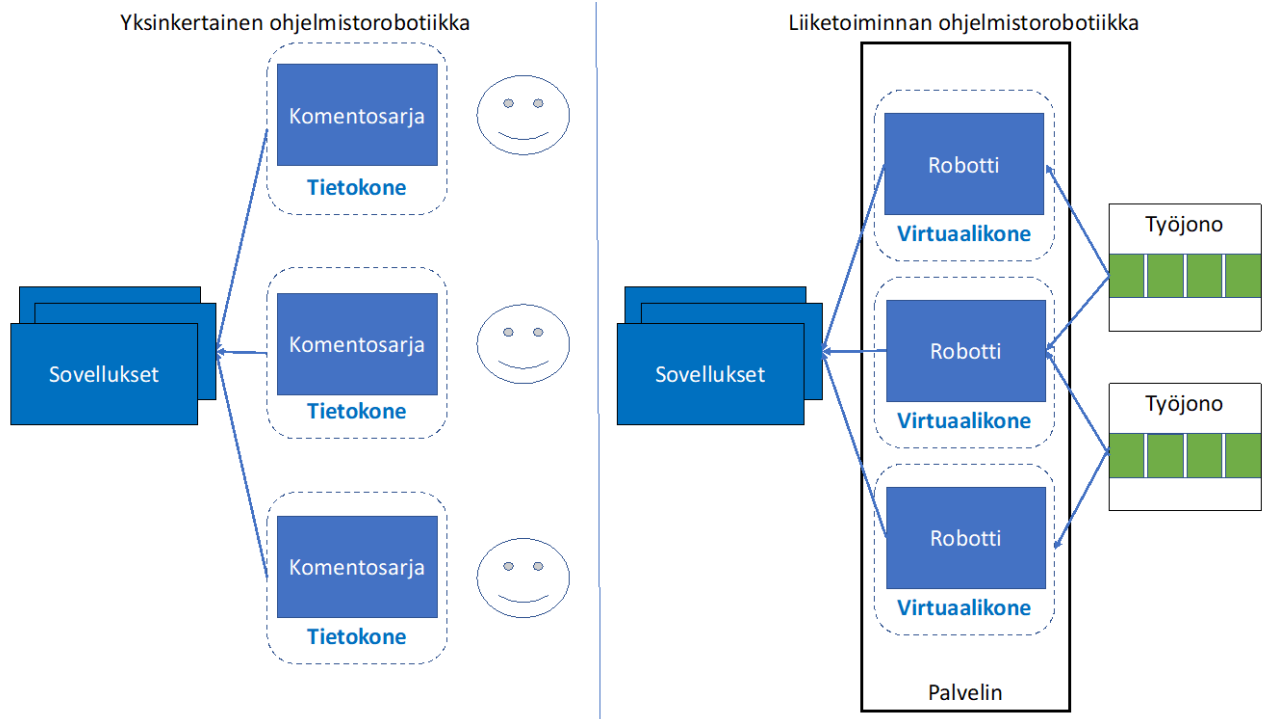 Yksinkertainen ohjelmistorobotiikka
Komentosarja
Tietokone
Sovellukset
Komentosarja
Tietokone
Komentosarja
Tietokone
Liiketoiminnan ohjelmistorobotiikka
Robotti
Virtuaalikone
Työjono
Sovellukset
Robotti
Virtuaalikone
Työjono
Robotti
Virtuaalikone
Palvelin